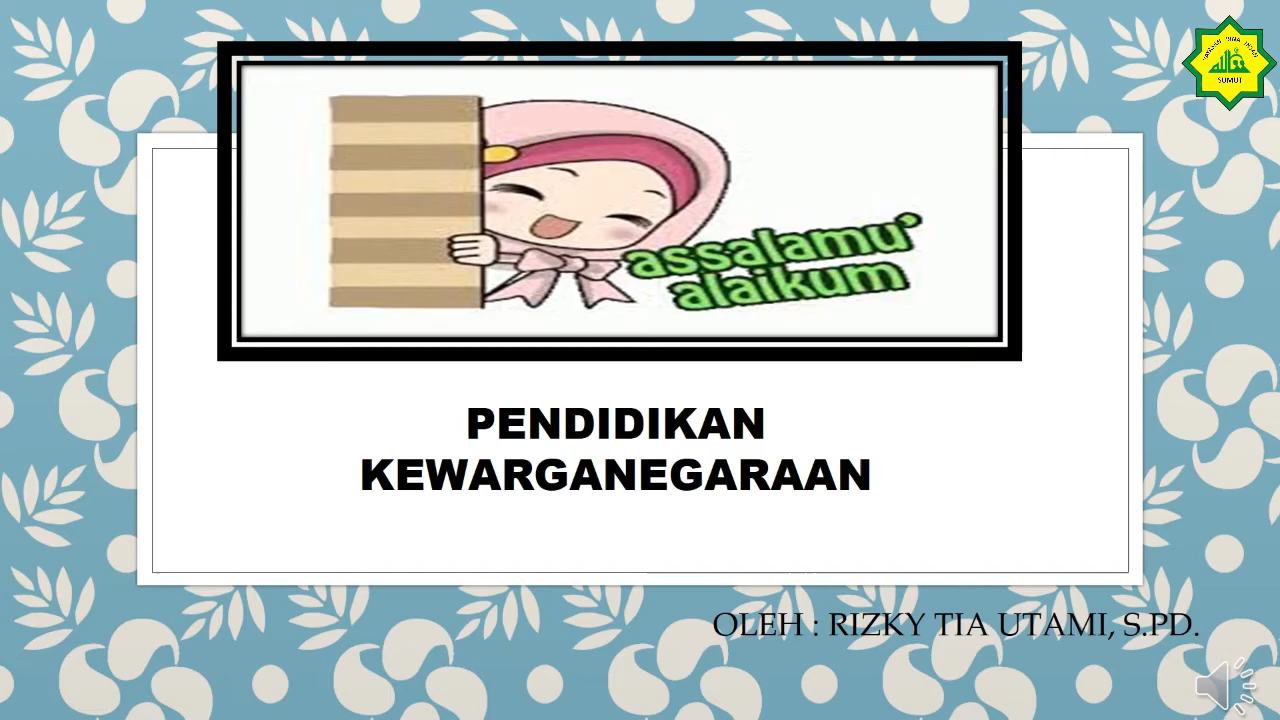 assalamu'
alaikum
PENDIDIKAN
KEWARGANEGARAAN
OLEH : RIZKY TIA UTAMI, S.PD.
SUMUT